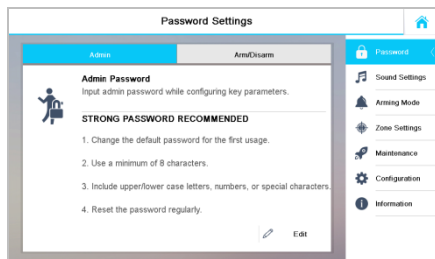 Password Settings
Admin
Arm/Disarm
Admin Password
Input admin password while configuring key parameters.
STRONG PASSWORD RECOMMENDED
1. Change the default password for the first usage.
2. Use a minimum of 8 characters.
3. Include upper/lower case letters, numbers, or special characters.
4. Reset the password regularly.
Edit
Password
Sound Settings
Arming Mode
Zone Settings
Maintenance
Configuration
Information